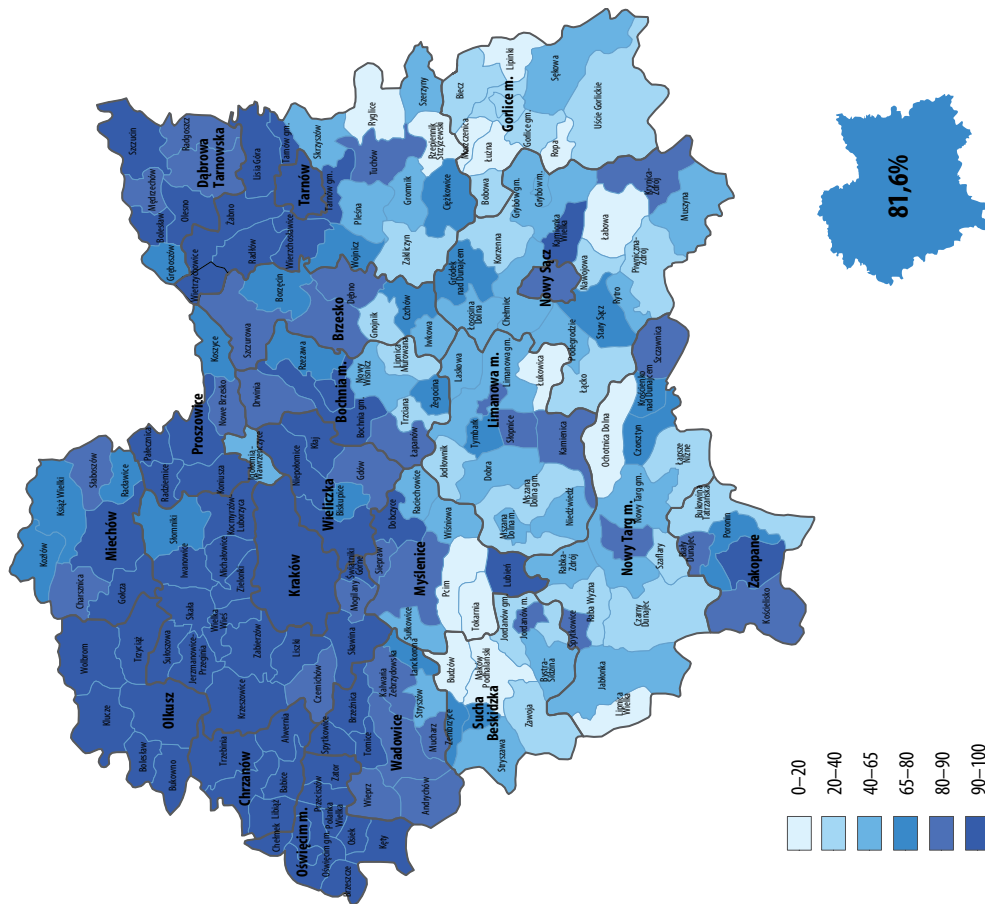 Kozłów
Książ Wielki
Charsznica
Miechów
Słaboszów
Racławice
Gołcza
Wolbrom
Trzyciąż
Klucze
Olkusz
Bolesław
Bukowno
Sułoszowa
Jerzmanowice
Przeginia
Skała
Wielka
Wieś
Iwanowice
Słomniki
Michałowice
Zielonki
Kocmyrzów-
Luborzyca
Zabierzów
Krzeszowice
Liszki
Czernichów
Skawina
Kraków
Mogilany
Świątniki
Górne
Radziemice
Pałecznica
Proszowice
Koniusza
Nowe Brzesko
Koszyce
Igołomia-
Wawrzeńczyce
Trzebinia
Chrzanów
Alwernia
Babice
Libiąż
Chełmek
Oświęcim m.
Oświęcim gm.
Przeciszów
Zator
Polanka
Wielka
Osiek
Brzeszcze
Kęty
Spytkowice
Brzeźnica
Tomice
Wieprz
Andrychów
Wadowice
Mucharz
Kalwaria
Zebrzydowska
Lanckorona
Stryszów
Zembrzyce
Sucha
Beskidzka
Stryszawa
Budzów
Maków
Podhalański
Zawoja
Jordanów gm.
Jordanów m.
Bystra-
Sidzina
Sułkowice
Myślenice
Siepraw
Dobczyce
Raciechowice
Wiśniowa
Pcim
Tokarnia
Lubień
Wieliczka
Biskupice
Niepołomice
Kłaj
Gdów
Drwinia
Bochnia m.
Bochnia gm.
Rzezawa
Łapanów
Trzciana
Nowy
Wiśnicz
Lipnica
Murowana
Żegocina
Szczurowa
Borzęcin
Brzesko
Dębno
Gnojnik
Czchów
Iwkowa
Szczucin
Mędrzechów
Bolesław
Radgoszcz
Dąbrowa
Tarnowska
Olesno
Gręboszów
Wietrzychowice
Żabno
Lisia Góra
Radłów
Wierzchosławice
Tarnów
Tarnów gm.
Tarnów gm.
Skrzyszów
Wojnicz
Pleśna
Tuchów
Ryglice
Szerzyny
Rzepiennik
Strzyżewski
Gromnik
Zakliczyn
Ciężkowice
Biecz
Lipinki
Moszczenica
Łużna
Gorlice m.
Gorlice gm.
Bobowa
Ropa
Sękowa
Uście Gorlickie
Grybów gm.
Grybów m.
Korzenna
Gródek
nad Dunajcem
Łososina
Dolna
Chełmiec
Nowy Sącz
Kamionka
Wielka
Krynica-
Zdrój
Łabowa
Nawojowa
Muszyna
Piwniczna-
Zdrój
Rytro
Stary Sącz
Podegrodzie
Łącko
Laskowa
Limanowa m.
Limanowa gm.
Łukowica
Tymbark
Słopnice
Kamienica
Jodłownik
Dobra
Mszana
Dolna gm.
Mszana
Dolna m.
Niedźwiedź
Szczawnica
Krościenko
nad Dunajcem
Ochotnica Dolna
Czorsztyn
Łapsze
Niżne
Nowy Targ gm.
Nowy Targ m.
Rabka-
Zdrój
Spytkowice
Raba Wyżna
Szaflary
Czarny
Dunajec
Jabłonka
Lipnica
Wielka
Bukowina
Tatrzańska
Poronin
Biały
Dunajec
Zakopane
Kościelisko
0–20
20–40
40–65
65–80
80–90
90–100
81,6%